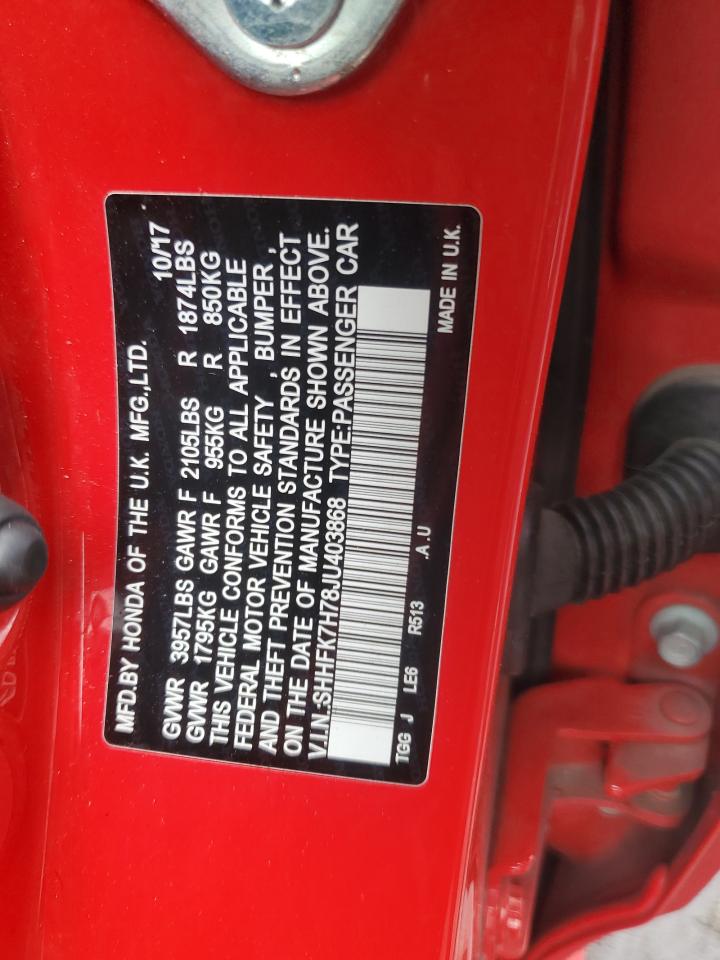 MFD.BY HONDA OF THE U.K. MFG.,LTD. 10/17
GVWR 3957LBS GAWR F 2105LBS R 1874LBS
GVWR 1795KG GAWR F 955KG R 850KG
THIS VEHICLE CONFORMS TO ALL APPLICABLE
FEDERAL MOTOR VEHICLE SAFETY , BUMPER ,
AND THEFT PREVENTION STANDARDS IN EFFECT
ON THE DATE OF MANUFACTURE SHOWN ABOVE.
V.I.N.:SHHFK7H78JU403868 TYPE:PASSENGER CAR
TGG J LE6 R513 .A.U MADE IN U.K.